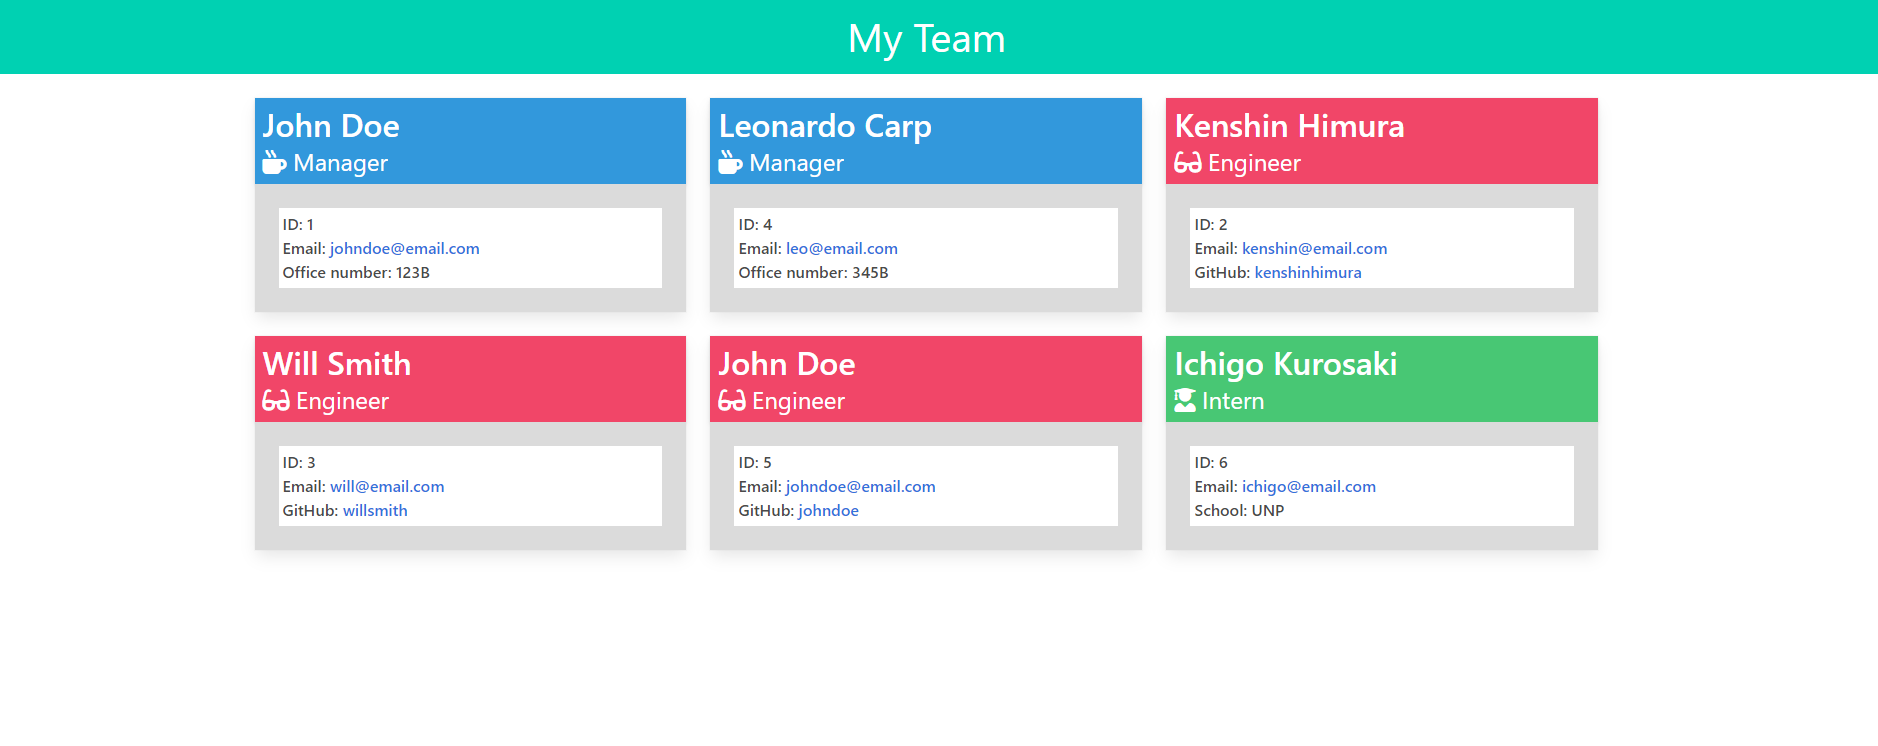 My Team
John Doe
Manager
ID: 1
Email: johndoe@email.com
Office number: 123B
Leonardo Carp
Manager
ID: 4
Email: leo@email.com
Office number: 345B
Kenshin Himura
Engineer
ID: 2
Email: kenshin@email.com
GitHub: kenshinhimura
Will Smith
Engineer
ID: 3
Email: will@email.com
GitHub: willsmith
John Doe
Engineer
ID: 5
Email: johndoe@email.com
GitHub: johndoe
Ichigo Kurosaki
Intern
ID: 6
Email: ichigo@email.com
School: UNP